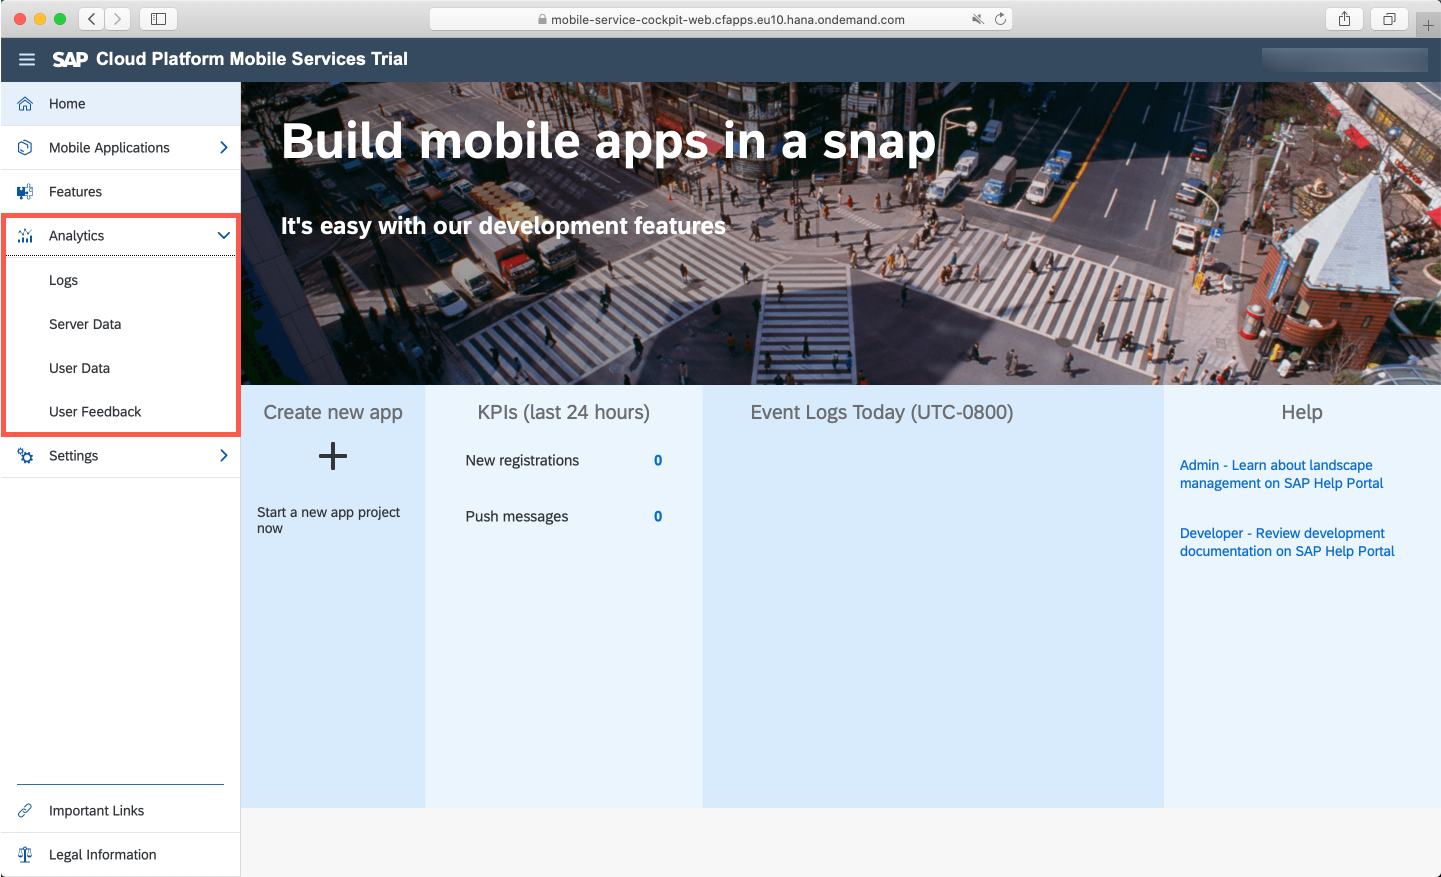 mobile-service-cockpit-web.cfapps.eu10.hana.ondemand.com
SAP Cloud Platform Mobile Services Trial
Home
Mobile Applications
Features
Analytics
Logs
Server Data
User Data
User Feedback
Settings
Important Links
Legal Information
Build mobile apps in a snap
It's easy with our development features
Create new app
Start a new app project
now
KPIs (last 24 hours)
New registrations 0
Push messages 0
Event Logs Today (UTC-0800)
Help
Admin - Learn about landscape
management on SAP Help Portal
Developer - Review development
documentation on SAP Help Portal